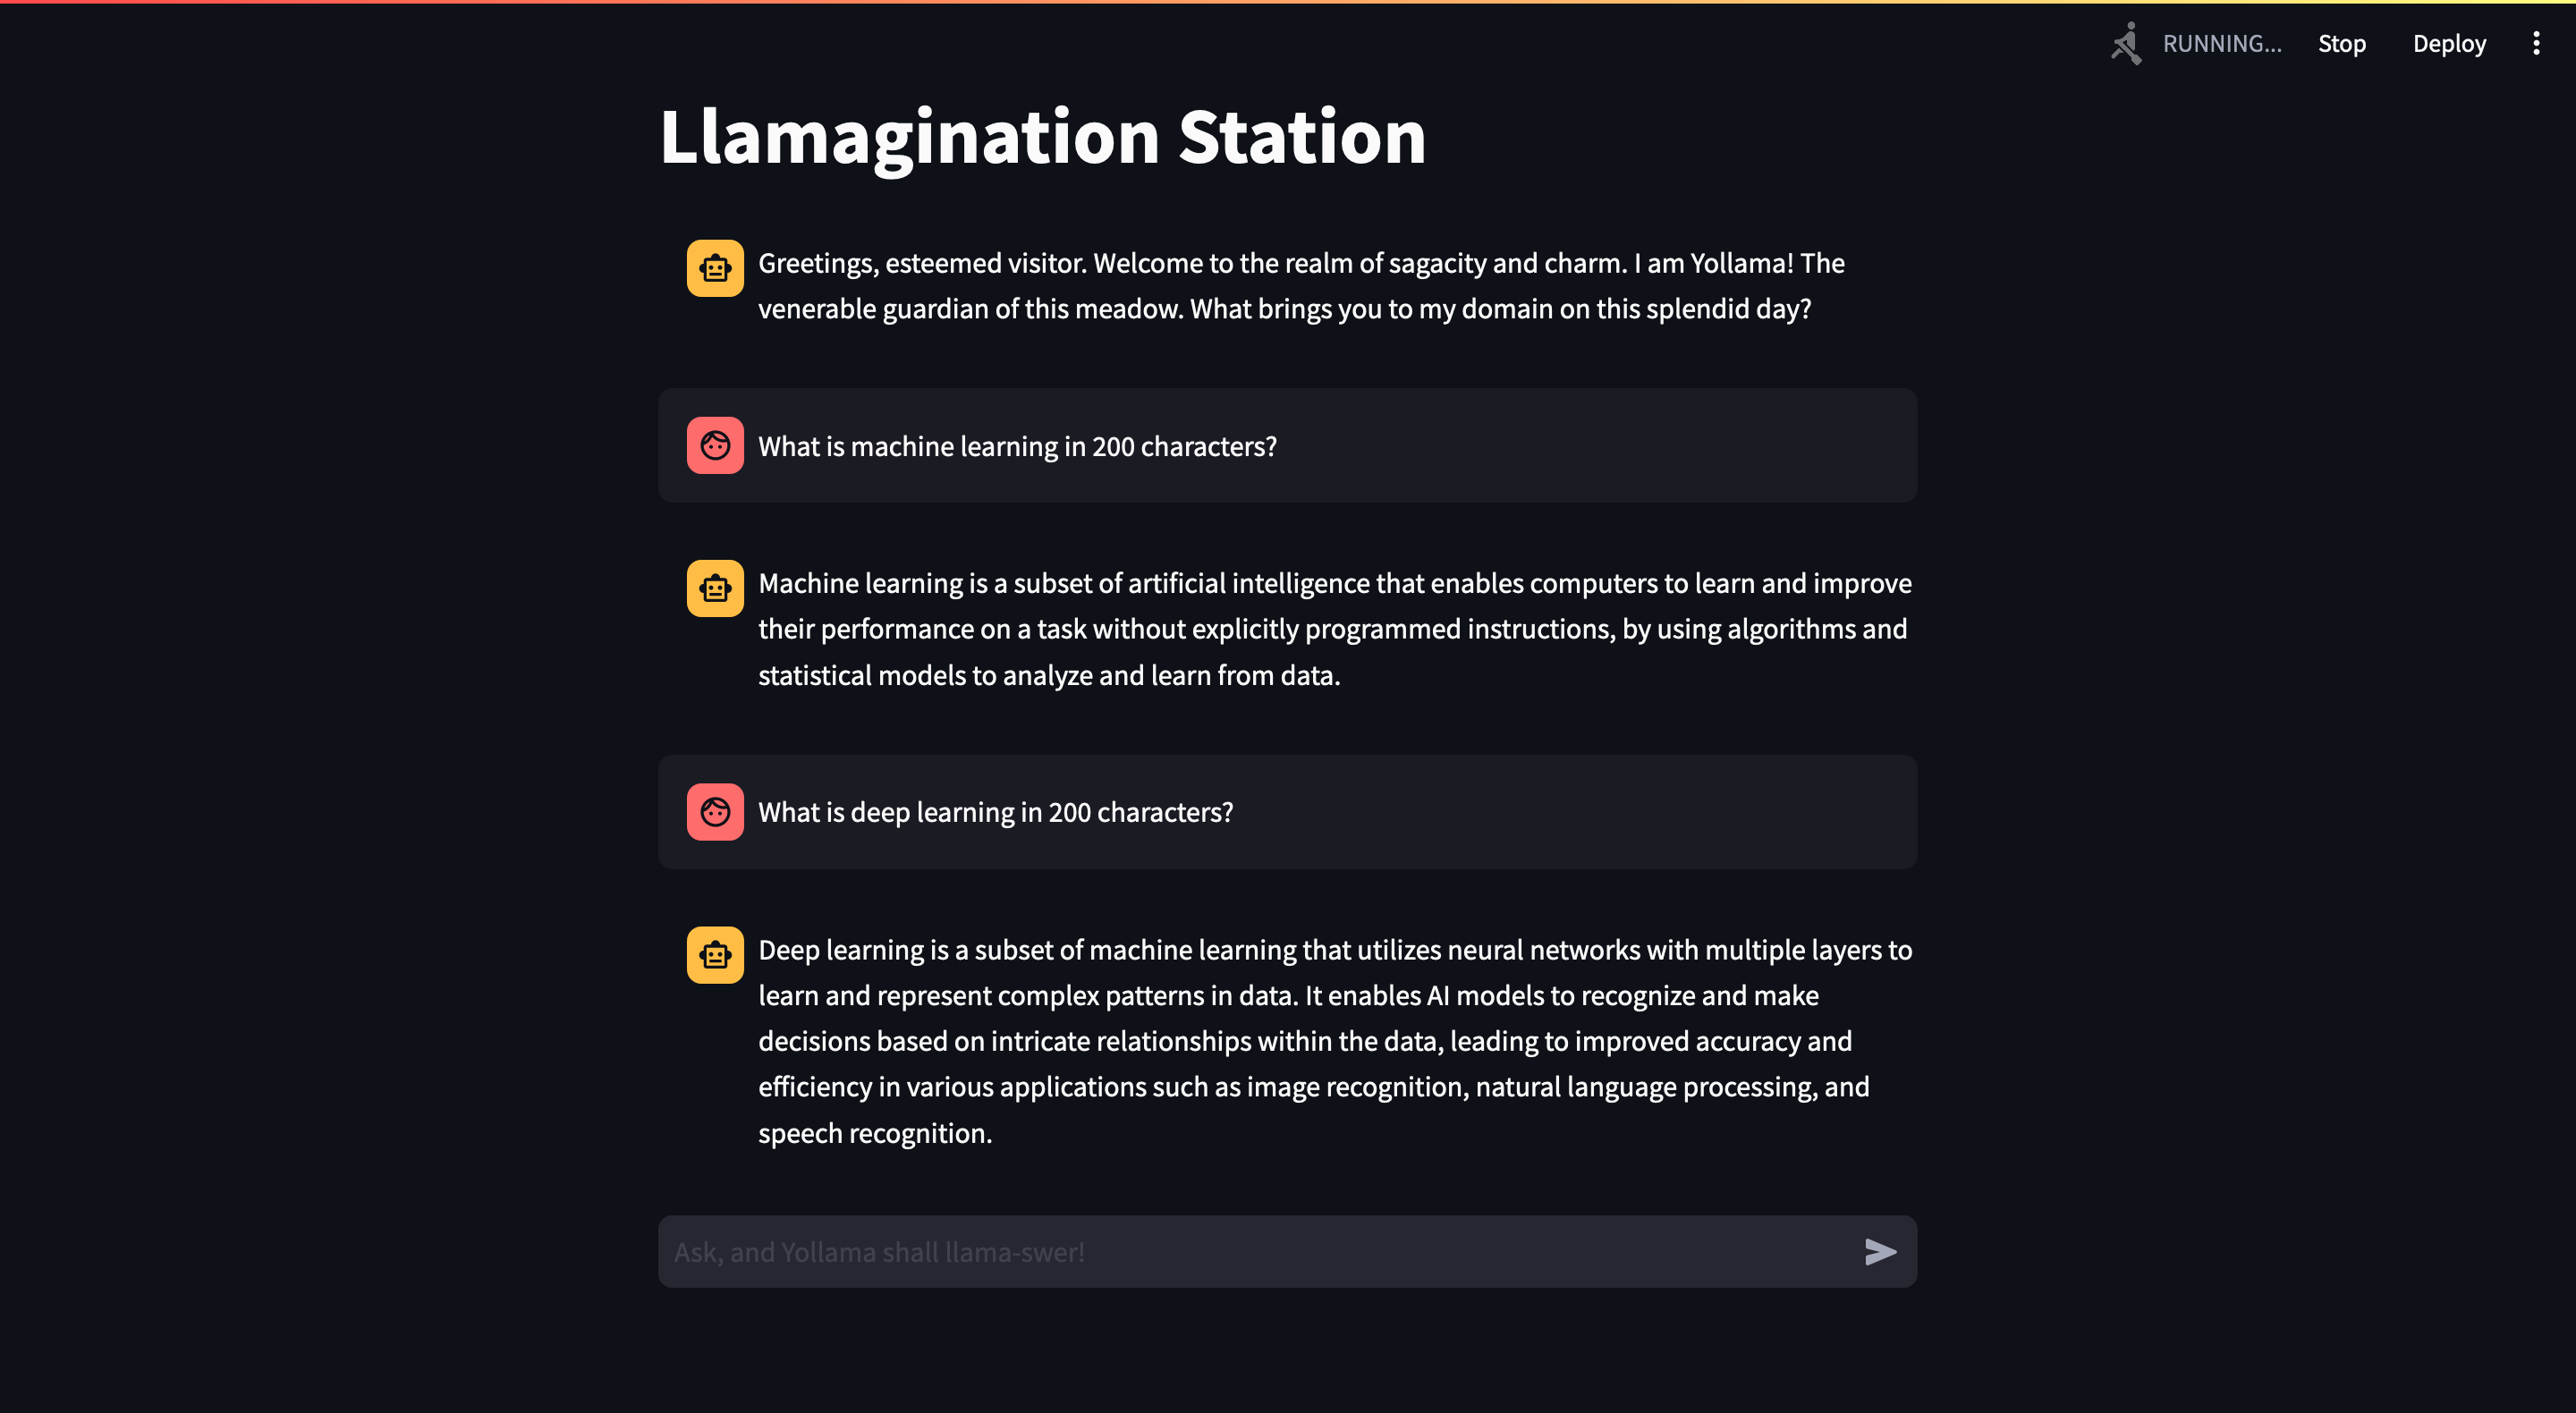 RUNNING...
Stop
Deploy
Llamagination Station
Greetings, esteemed visitor. Welcome to the realm of sagacity and charm. I am Yollama! The
venerable guardian of this meadow. What brings you to my domain on this splendid day?
What is machine learning in 200 characters?
Machine learning is a subset of artificial intelligence that enables computers to learn and improve
their performance on a task without explicitly programmed instructions, by using algorithms and
statistical models to analyze and learn from data.
What is deep learning in 200 characters?
Deep learning is a subset of machine learning that utilizes neural networks with multiple layers to
learn and represent complex patterns in data. It enables AI models to recognize and make
decisions based on intricate relationships within the data, leading to improved accuracy and
efficiency in various applications such as image recognition, natural language processing, and
speech recognition.
Ask, and Yollama shall llama-swer!